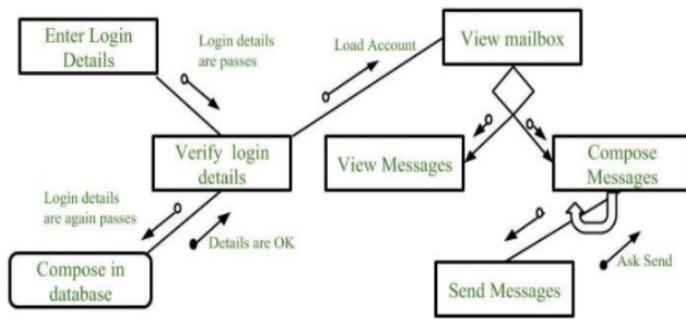 Enter Login
Details
Login details
are passes
Load Account
View mailbox
Verify login
details
View Messages
Compose
Messages
Login details
are again passes
Details are OK
Compose in
database
Ask Send
Send Messages